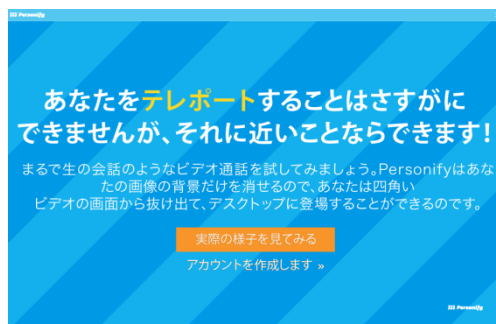 Personify
あなたをテレポートすることはさすがに
できませんが、それに近いことならできます!
まるで生の会話のようなビデオ通話を試してみましょう。Personifyはあな
たの画像の背景だけを消せるので、あなたは四角い
ビデオの画面から抜け出て、デスクトップに登場することができるのです。
実際の様子を見てみる
アカウントを作成します »
Personify